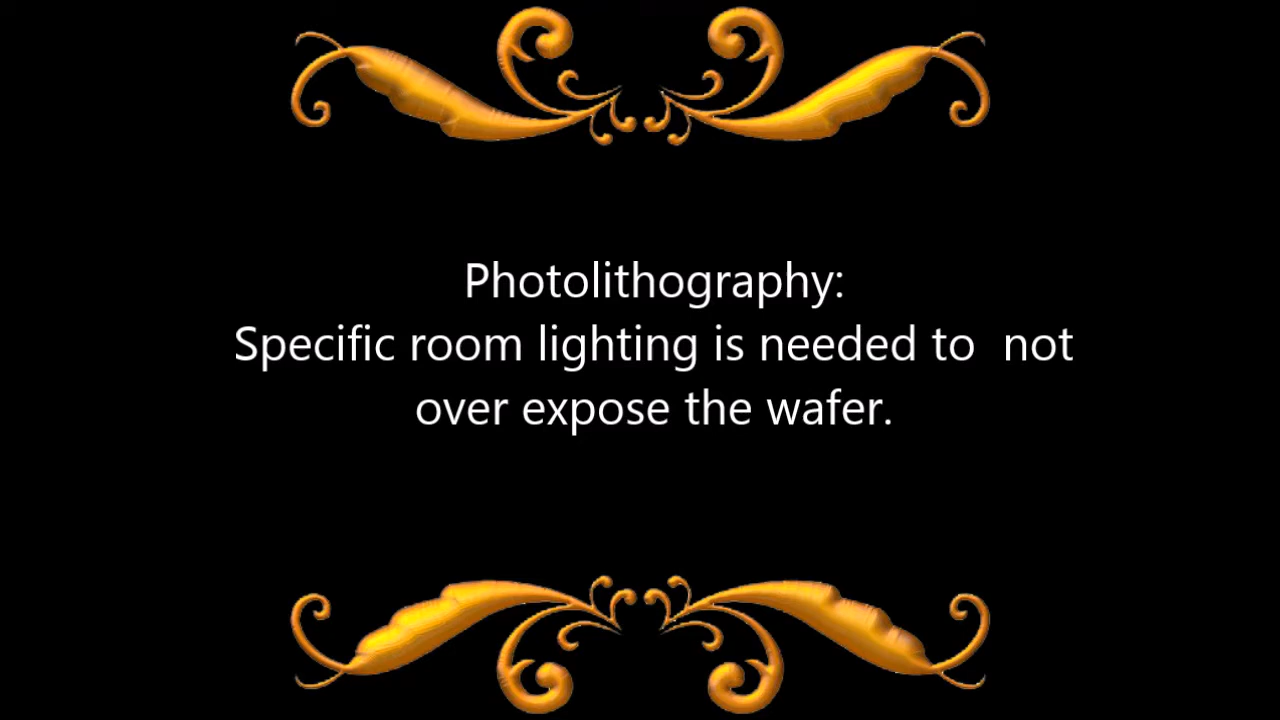 Photolithography:
Specific room lighting is needed to  not
over expose the wafer.